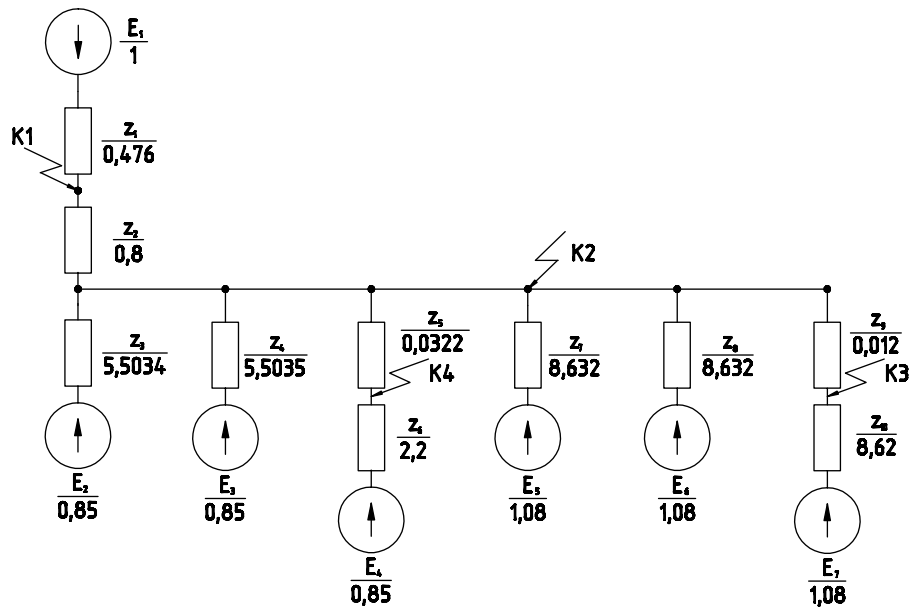 E₁
1
K1
z₁
0,476
z₂
0,8
K2
z₃
5,5034
z₄
5,5035
z₅
0,0322
K4
z₆
2,2
z₇
8,632
z₈
8,632
z₉
0,012
K3
z₁₀
8,62
E₂
0,85
E₃
0,85
E₄
0,85
E₅
1,08
E₆
1,08
E₇
1,08